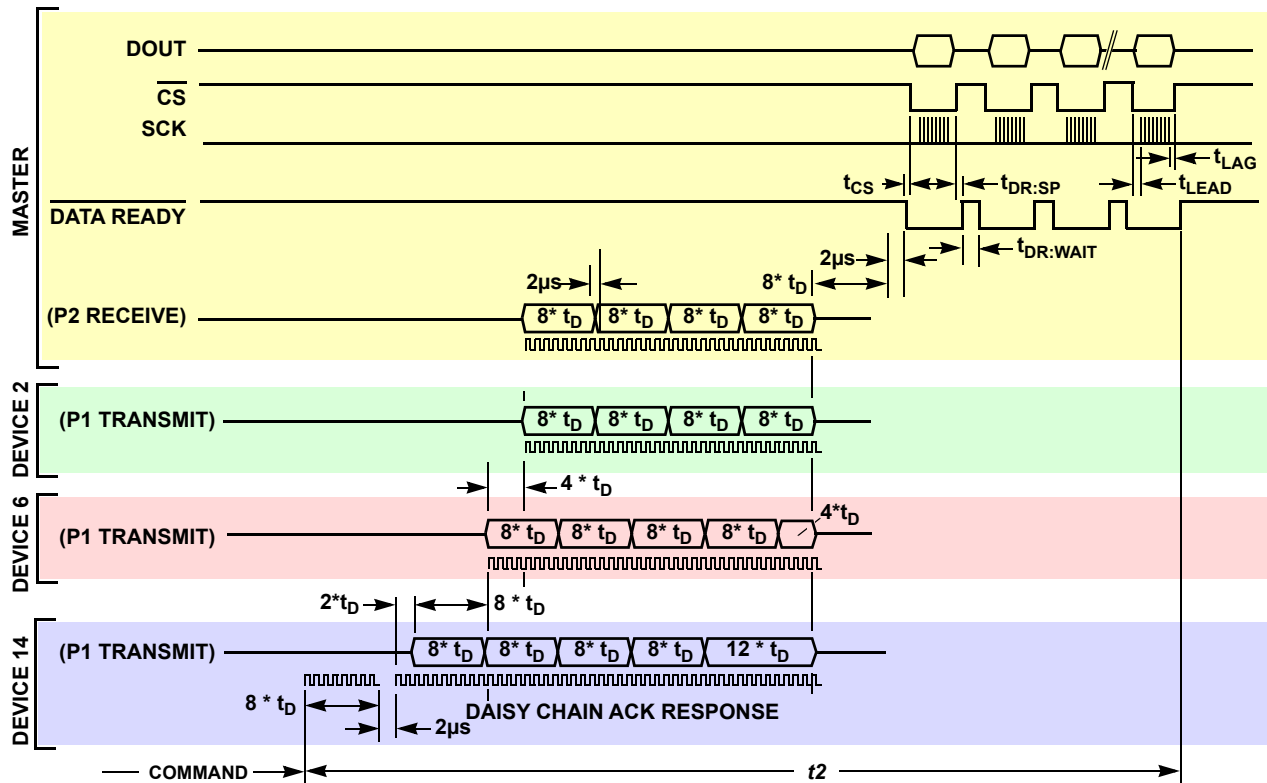 MASTER
DOUT
CS
SCK
tLAG
tCS
tDR:SP
tLEAD
DATA READY
tDR:WAIT
2µs
2µs
8* tD
(P2 RECEIVE)
8* tD 8* tD 8* tD 8* tD
DEVICE 2
(P1 TRANSMIT)
8* tD 8* tD 8* tD 8* tD
4 * tD
DEVICE 6
(P1 TRANSMIT)
8* tD 8* tD 8* tD 8* tD
4*tD
2*tD
8 * tD
DEVICE 14
(P1 TRANSMIT)
8* tD 8* tD 8* tD 8* tD 12 * tD
8 * tD
DAISY CHAIN ACK RESPONSE
2µs
COMMAND
t2